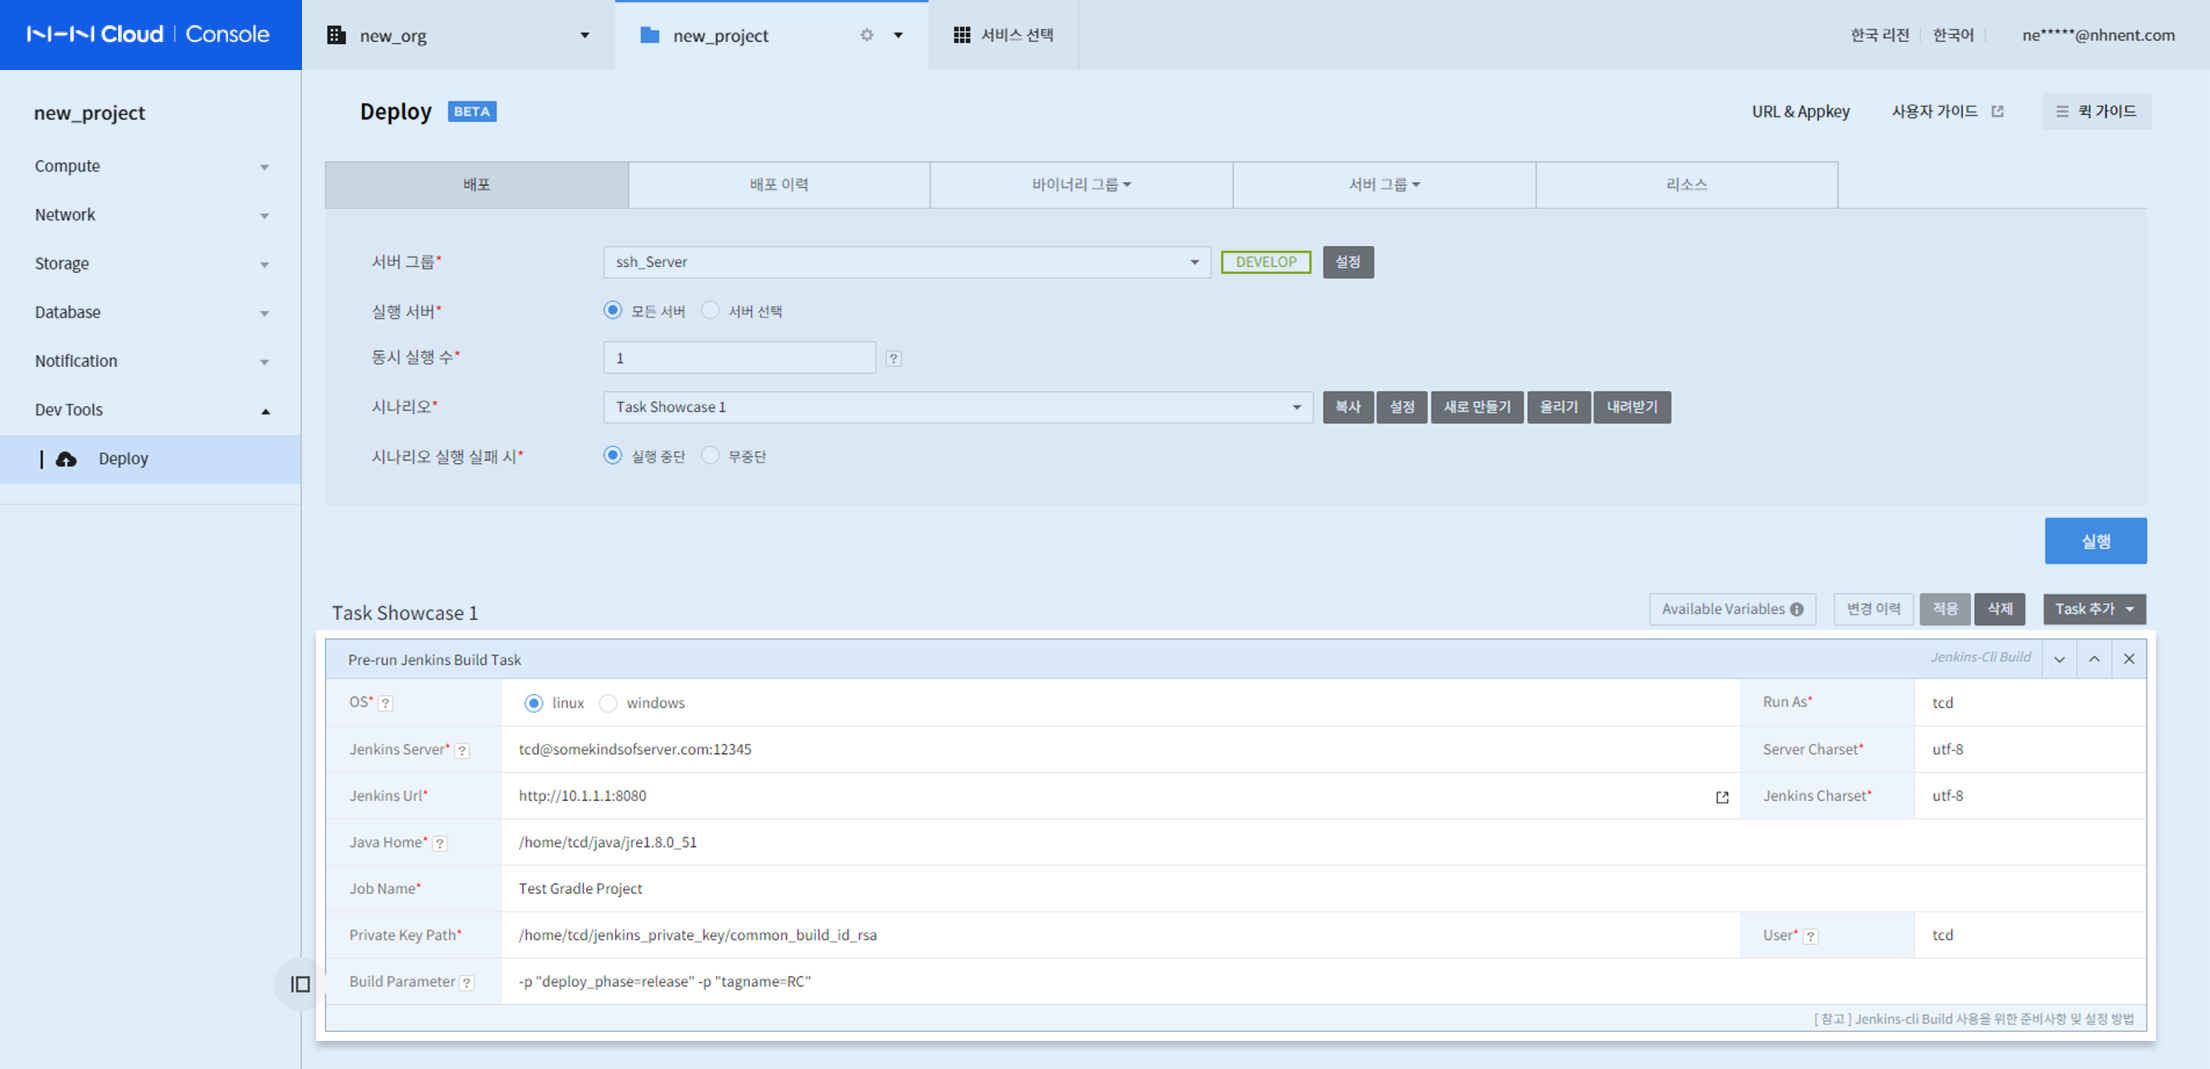 NHN Cloud | Console
new_org
new_project
서비스 선택
한국 리전
한국어
ne*****@nhnent.com
new_project
Compute
Network
Storage
Database
Notification
Dev Tools
Deploy
Deploy BETA
URL & Appkey
사용자 가이드
퀵 가이드
배포
배포 이력
바이너리 그룹
서버 그룹
리소스
서버 그룹* ssh_Server DEVELOP 설정
실행 서버* 모든 서버 서버 선택
동시 실행 수* 1 ?
시나리오* Task Showcase 1 복사 설정 새로 만들기 올리기 내려받기
시나리오 실행 실패 시* 실행 중단 무중단
실행
Task Showcase 1
Available Variables
변경 이력
적용
삭제
Task 추가
Pre-run Jenkins Build Task Jenkins-Cli Build
OS* ? linux windows Run As* tcd
Jenkins Server* ? tcd@somekindsofserver.com:12345 Server Charset* utf-8
Jenkins Url* http://10.1.1.1:8080 Jenkins Charset* utf-8
Java Home* ? /home/tcd/java/jre1.8.0_51
Job Name* Test Gradle Project
Private Key Path* /home/tcd/jenkins_private_key/common_build_id_rsa User* ? tcd
Build Parameter ? -p "deploy_phase=release" -p "tagname=RC"
[ 참고 ] Jenkins-cli Build 사용을 위한 준비사항 및 설정 방법